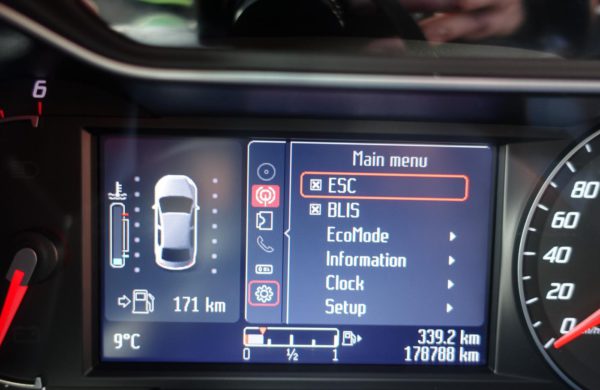 6
Main menu
ESC
BLIS
EcoMode
Information
Clock
Setup
171 km
9°C
0 ½ 1
339.2 km
178788 km
80
60
40
20
0
km/h